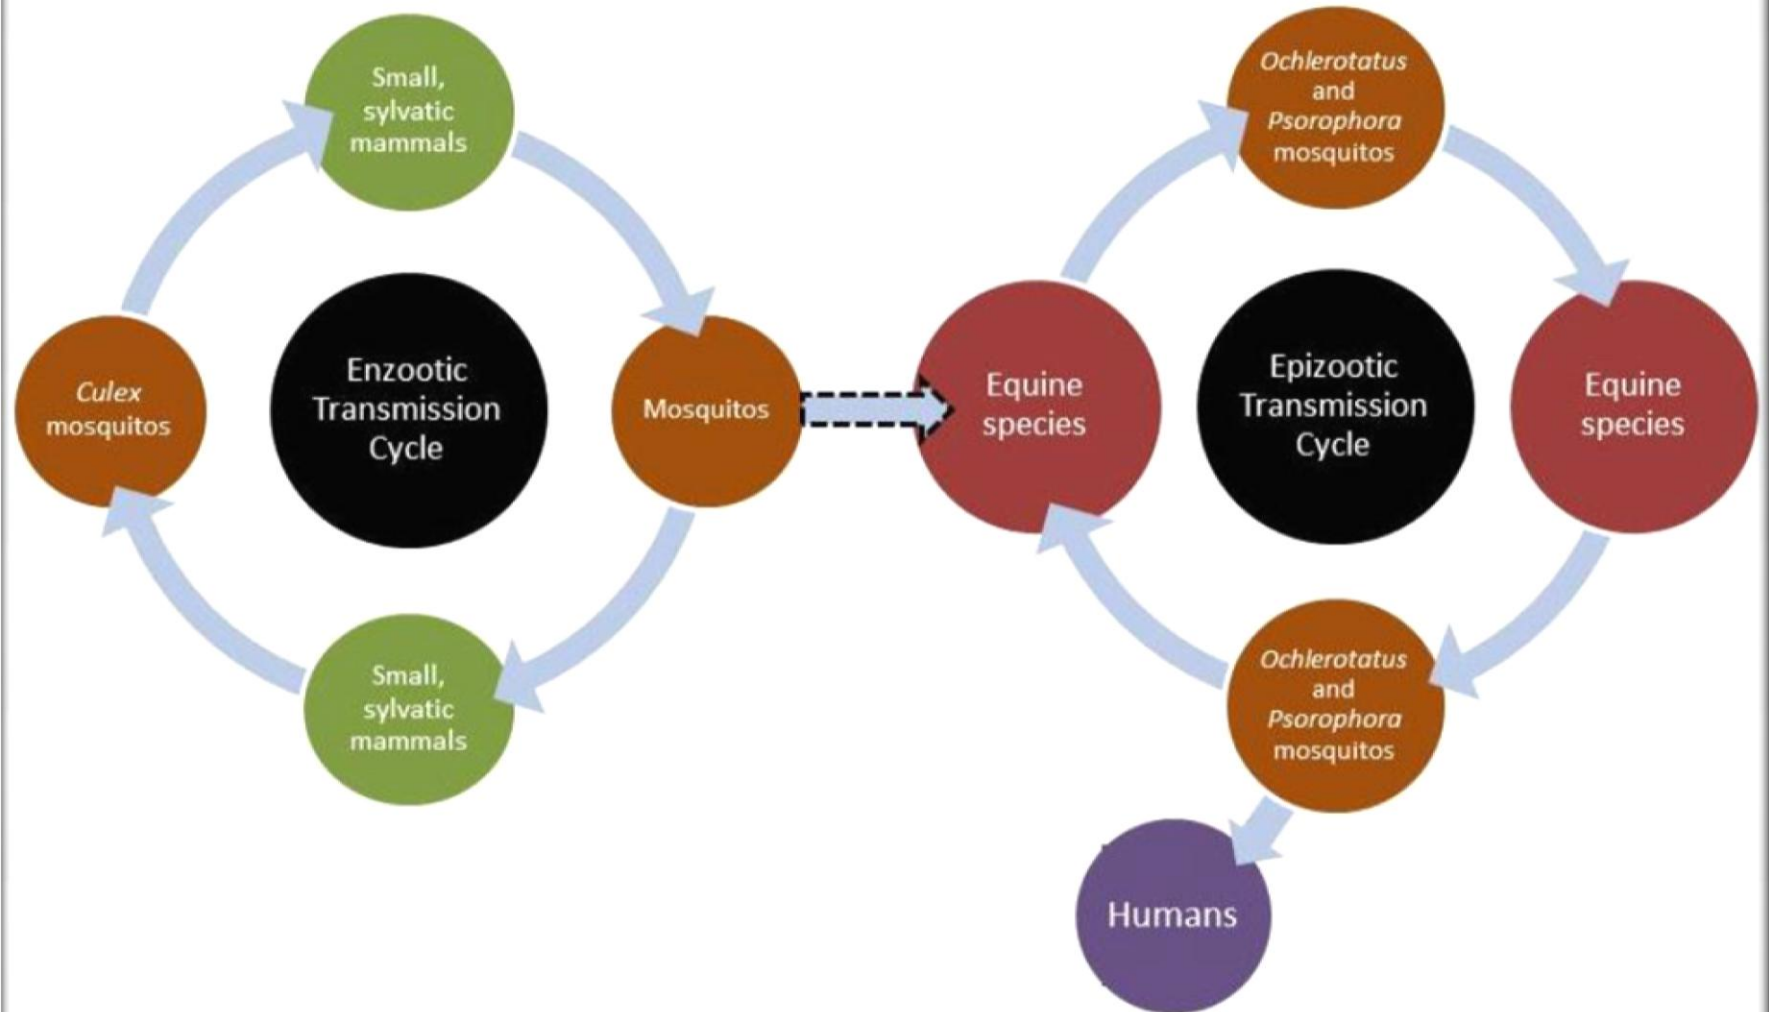 Small,
sylvatic
mammals
Culex
mosquitos
Enzootic
Transmission
Cycle
Mosquitos
Small,
sylvatic
mammals
Ochlerotatus
and
Psorophora
mosquitos
Equine
species
Epizootic
Transmission
Cycle
Equine
species
Ochlerotatus
and
Psorophora
mosquitos
Humans